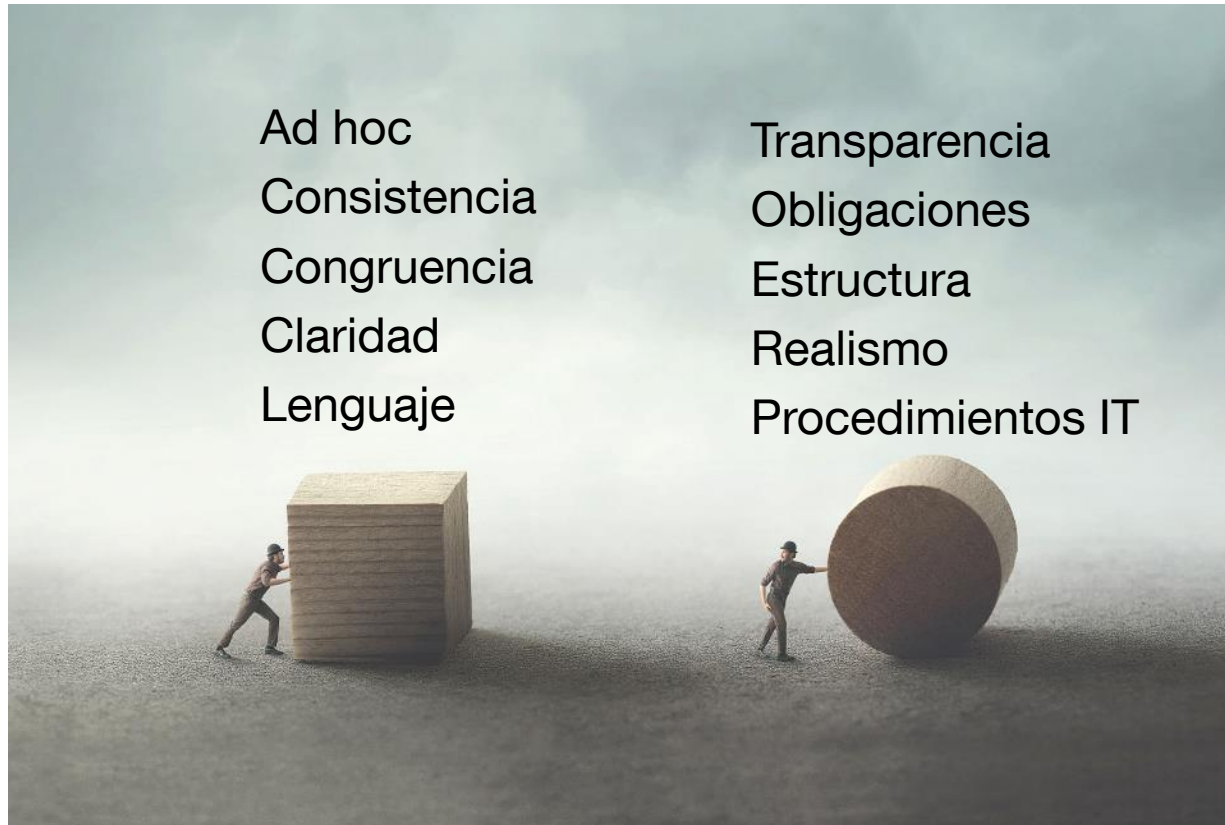 Ad hoc
Consistencia
Congruencia
Claridad
Lenguaje
Transparencia
Obligaciones
Estructura
Realismo
Procedimientos IT